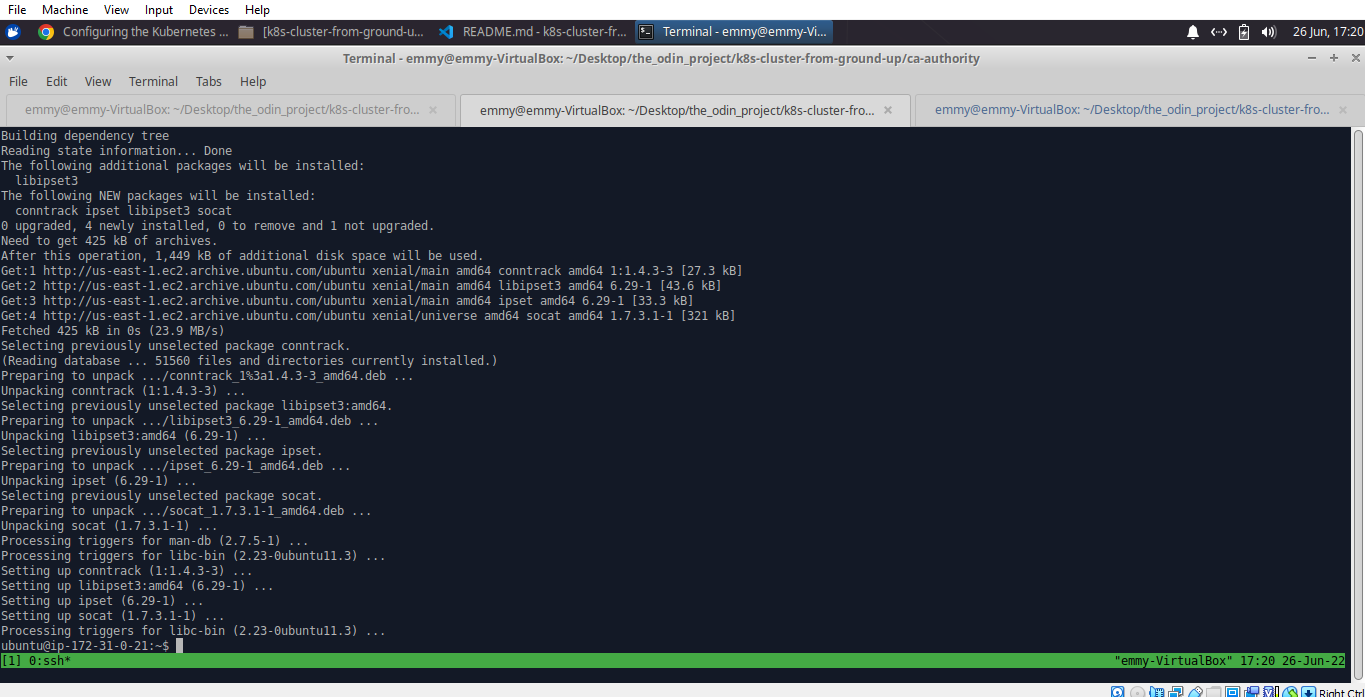 File Machine View Input Devices Help
Configuring the Kubernetes ... [k8s-cluster-from-ground-u... README.md - k8s-cluster-fr... Terminal - emmy@emmy-Vi... 26 Jun, 17:20
Terminal - emmy@emmy-VirtualBox: ~/Desktop/the_odin_project/k8s-cluster-from-ground-up/ca-authority
File Edit View Terminal Tabs Help
emmy@emmy-VirtualBox: ~/Desktop/the_odin_project/k8s-cluster-fro... emmy@emmy-VirtualBox: ~/Desktop/the_odin_project/k8s-cluster-fro... emmy@emmy-VirtualBox: ~/Desktop/the_odin_project/k8s-cluster-fro...
Building dependency tree
Reading state information... Done
The following additional packages will be installed:
  libipset3
The following NEW packages will be installed:
  conntrack ipset libipset3 socat
0 upgraded, 4 newly installed, 0 to remove and 1 not upgraded.
Need to get 425 kB of archives.
After this operation, 1,449 kB of additional disk space will be used.
Get:1 http://us-east-1.ec2.archive.ubuntu.com/ubuntu xenial/main amd64 conntrack amd64 1:1.4.3-3 [27.3 kB]
Get:2 http://us-east-1.ec2.archive.ubuntu.com/ubuntu xenial/main amd64 libipset3 amd64 6.29-1 [43.6 kB]
Get:3 http://us-east-1.ec2.archive.ubuntu.com/ubuntu xenial/main amd64 ipset amd64 6.29-1 [33.3 kB]
Get:4 http://us-east-1.ec2.archive.ubuntu.com/ubuntu xenial/universe amd64 socat amd64 1.7.3.1-1 [321 kB]
Fetched 425 kB in 0s (23.9 MB/s)
Selecting previously unselected package conntrack.
(Reading database ... 51560 files and directories currently installed.)
Preparing to unpack .../conntrack_1%3a1.4.3-3_amd64.deb ...
Unpacking conntrack (1:1.4.3-3) ...
Selecting previously unselected package libipset3:amd64.
Preparing to unpack .../libipset3_6.29-1_amd64.deb ...
Unpacking libipset3:amd64 (6.29-1) ...
Selecting previously unselected package ipset.
Preparing to unpack .../ipset_6.29-1_amd64.deb ...
Unpacking ipset (6.29-1) ...
Selecting previously unselected package socat.
Preparing to unpack .../socat_1.7.3.1-1_amd64.deb ...
Unpacking socat (1.7.3.1-1) ...
Processing triggers for man-db (2.7.5-1) ...
Processing triggers for libc-bin (2.23-0ubuntu11.3) ...
Setting up conntrack (1:1.4.3-3) ...
Setting up libipset3:amd64 (6.29-1) ...
Setting up ipset (6.29-1) ...
Setting up socat (1.7.3.1-1) ...
Processing triggers for libc-bin (2.23-0ubuntu11.3) ...
ubuntu@ip-172-31-0-21:~$
[1] 0:ssh* "emmy-VirtualBox" 17:20 26-Jun-22
Right Ctrl